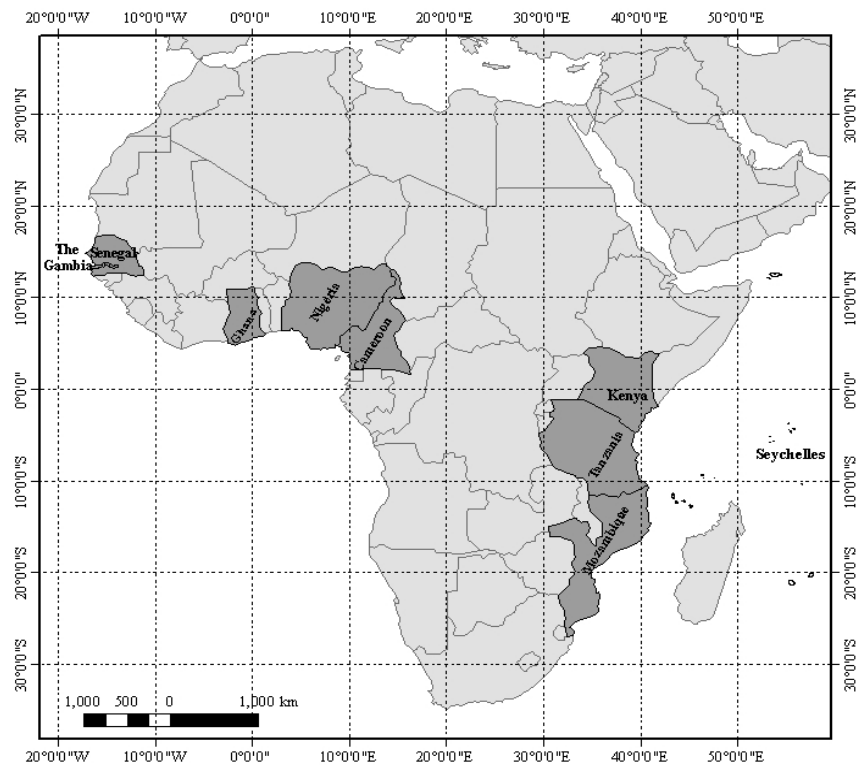 20°0'0"W 10°0'0"W 0°0'0" 10°0'0"E 20°0'0"E 30°0'0"E 40°0'0"E 50°0'0"E
30°0'0"N
30°0'0"N
20°0'0"N
20°0'0"N
The
Gambia
Senegal
10°0'0"N
10°0'0"N
Nigeria
Ghana
Cameroon
0°0'0"
0°0'0"
Kenya
Tanzania
Seychelles
10°0'0"S
10°0'0"S
Mozambique
20°0'0"S
20°0'0"S
30°0'0"S
30°0'0"S
1,000 500 0 1,000 km
20°0'0"W 10°0'0"W 0°0'0" 10°0'0"E 20°0'0"E 30°0'0"E 40°0'0"E 50°0'0"E